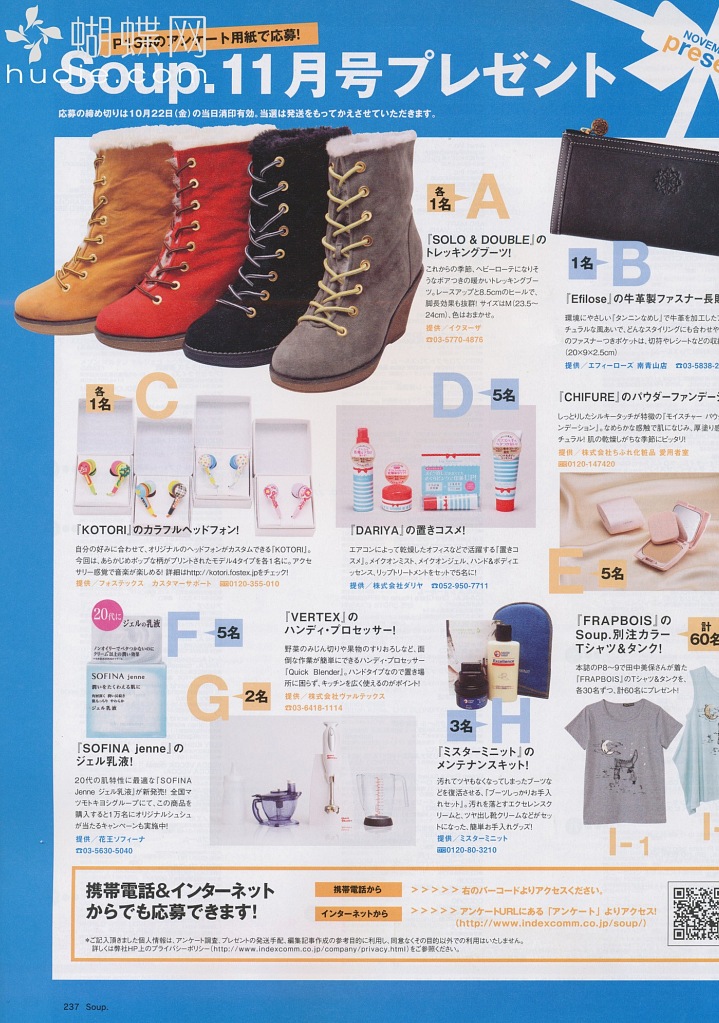 蝴蝶网
hudie.com
のアンケート用紙で応募!
Soup.11月号プレゼント
NOVEM
prese
応募の締め切りは10月22日(金)の当日消印有効。当選は発送をもってかえさせていただきます。
各1名
A
『SOLO & DOUBLE』の
トレッキングブーツ!
これからの季節、ヘビーローテになりそ
うなボアつきの暖かいトレッキングブー
ツ。レースアップと8.5cmのヒールで、
脚長効果も抜群! サイズはM(23.5〜
24cm)、色はおまかせ。
提供/イクヌーザ
☎03-5770-4876
1名
B
『Efilose』の牛革製ファスナー長財
環境にやさしい「タンニンなめし」で牛革を加工した
チュラルな風あいで、どんなスタイリングにも合わせや
のファスナーつきポケットは、切符やレシートなどの収
(20×9×2.5cm)
提供/エフィーローズ 南青山店 ☎03-5838-2
各1名
C
『KOTORI』のカラフルヘッドフォン!
自分の好みに合わせて、オリジナルのヘッドフォンがカスタムできる「KOTORI」。
今回は、あらかじめポップな柄がプリントされたモデル4タイプを各1名に。アクセ
サリー感覚で音楽が楽しめる! 詳細はhttp://kotori.fostex.jpをチェック!
提供/フォステックス カスタマーサポート 0120-355-010
D
5名
『DARIYA』の置きコスメ!
エアコンによって乾燥したオフィスなどで活躍する「置きコ
スメ」。メイクオンミスト、メイクオンジェル、ハンド&ボディエ
ッセンス、リップトリートメントをセットで5名に!
提供/株式会社ダリヤ ☎052-950-7711
『CHIFURE』のパウダーファンデーシ
しっとりしたシルキータッチが特徴の「モイスチャー パウ
ンデーション」。なめらかな感触で肌になじみ、厚塗り感
チュラル! 肌の乾燥しがちな季節にピッタリ!
提供/株式会社ちふれ化粧品 愛用者室
0120-147420
E
5名
20代に
ジェルの乳液
SOFINA jenne
潤いをたくわえる肌に
ジェル乳液
F
5名
『SOFINA jenne』の
ジェル乳液!
20代の肌特性に最適な「SOFINA
Jenne ジェル乳液」が新発売! 全国マ
ツモトキヨシグループにて、この商品を
購入すると1万名にオリジナルシュシュ
が当たるキャンペーンも実施中!
提供/花王ソフィーナ
☎03-5630-5040
『VERTEX』の
ハンディ・プロセッサー!
野菜のみじん切りや果物のすりおろしなど、面
倒な作業が簡単にできるハンディ・プロセッサー
「Quick Blender」。ハンドタイプなので置き場
所に困らず、キッチンを広く使えるのがポイント!
提供/株式会社ヴァルテックス
☎03-6418-1114
G
2名
3名
H
『ミスターミニット』の
メンテナンスキット!
汚れてツヤもなくなってしまったブーツな
どを復活させる、「ブーツしっかりお手入
れセット」。汚れを落とすエクセレンスク
リームと、ツヤ出し靴クリームなどがセッ
トになった、簡単お手入れグッズ!
提供/ミスターミニット
0120-80-3210
『FRAPBOIS』の
Soup.別注カラー
Tシャツ&タンク!
計
60名
本誌のP8〜9で田中美保さんが着た
「FRAPBOIS」のTシャツ&タンクを、
各30名ずつ、計60名にプレゼント!
I-1
I-
携帯電話&インターネット
からでも応募できます!
携帯電話から
>>>>> 右のバーコードよりアクセスください。
インターネットから
>>>>> アンケートURLにある「アンケート」よりアクセス!
(http://www.indexcomm.co.jp/soup/)
*ご記入頂きました個人情報は、アンケート調査、プレゼントの発送手配、編集記事作成の参考目的に利用し、同意なくその目的以外での利用はいたしません。
詳しくは弊社HP上のプライバシーポリシー(http://www.indexcomm.co.jp/company/privacy.html)をご参照ください。
237 Soup.